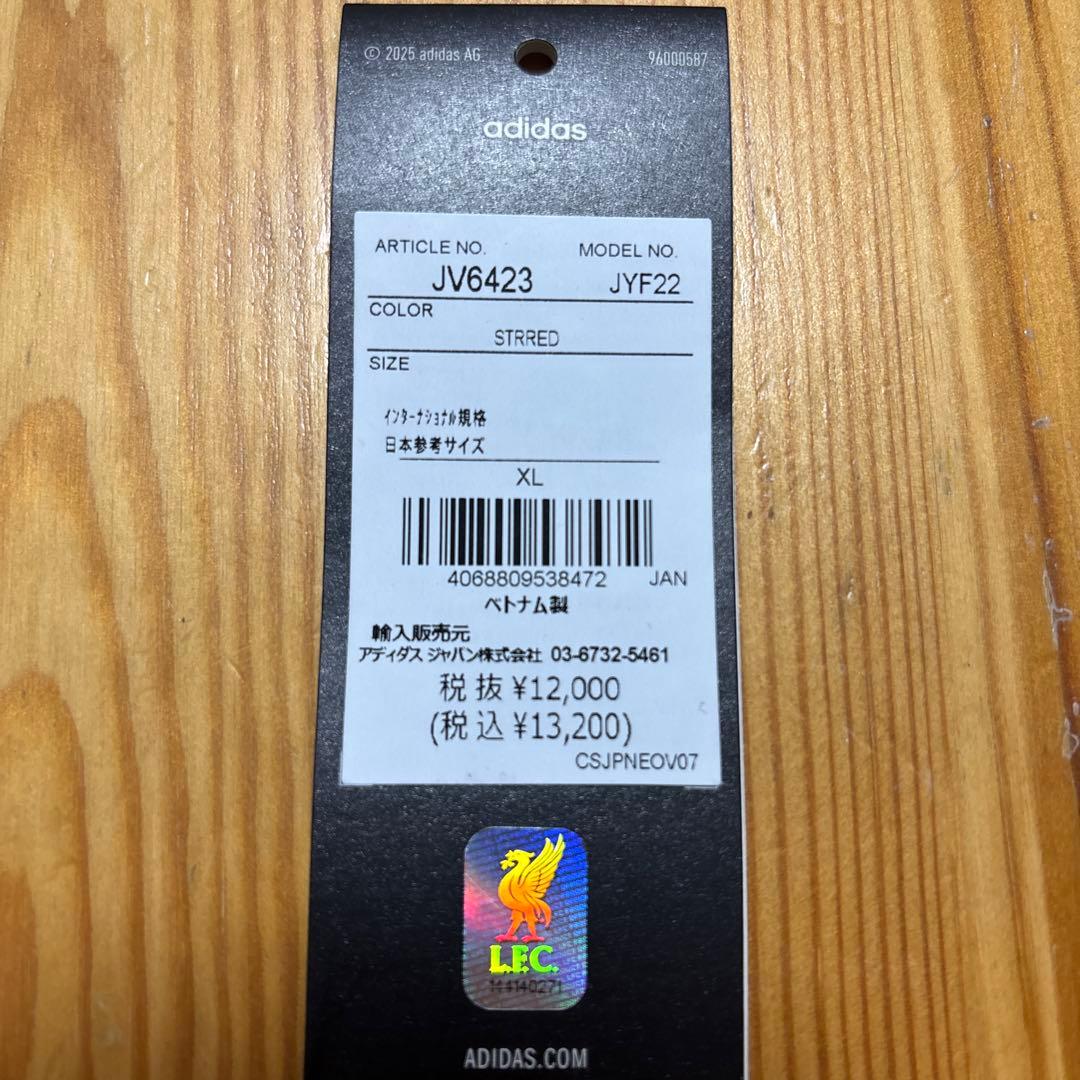 © 2025 adidas AG 96000587
adidas
ARTICLE NO. MODEL NO.
JV6423 JYF22
COLOR
STRRED
SIZE
ｲﾝﾀｰﾅｼｮﾅﾙ規格
日本参考サイズ
XL
4068809538472 JAN
ベトナム製
輸入販売元
アディダス ジャパン株式会社 03-6732-5461
税抜 ¥12,000
(税込 ¥13,200)
CSJPNEOV07
L.F.C.
144140271
ADIDAS.COM